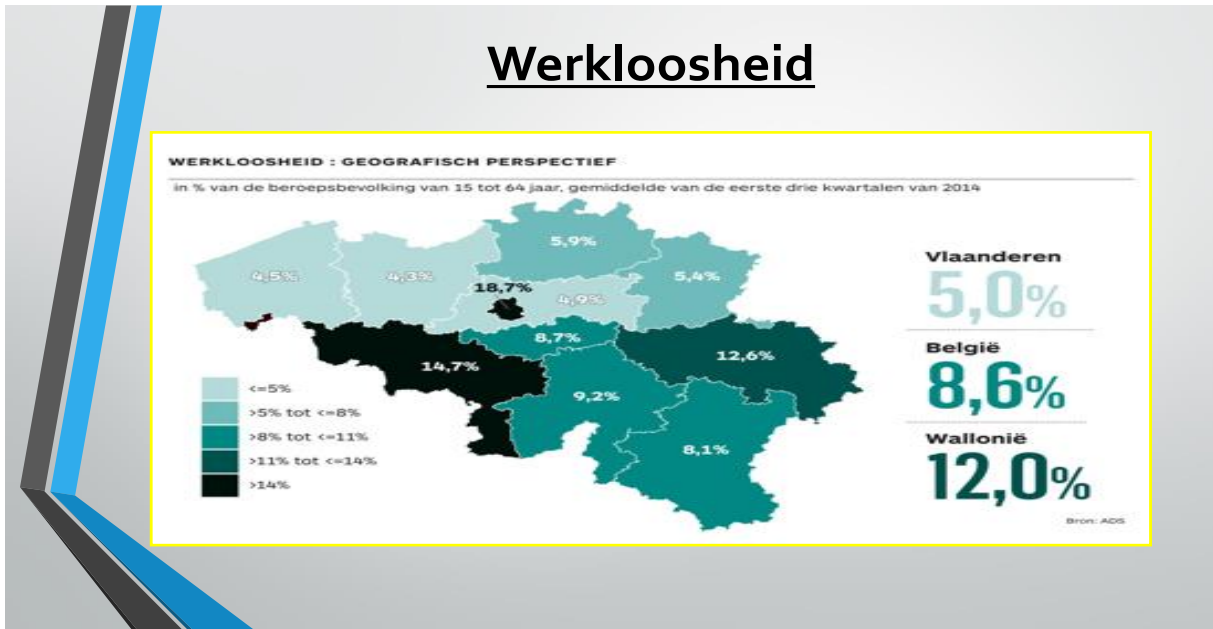 Werkloosheid
WERKLOOSHEID : GEOGRAFISCH PERSPECTIEF
in % van de beroepsbevolking van 15 tot 64 jaar, gemiddelde van de eerste drie kwartalen van 2014
5,9%
4,5%
4,3%
5,4%
18,7%
4,9%
8,7%
12,6%
14,7%
9,2%
8,1%
<=5%
>5% tot <=8%
>8% tot <=11%
>11% tot <=14%
>14%
Vlaanderen
5,0%
België
8,6%
Wallonië
12,0%
Bron: ADS